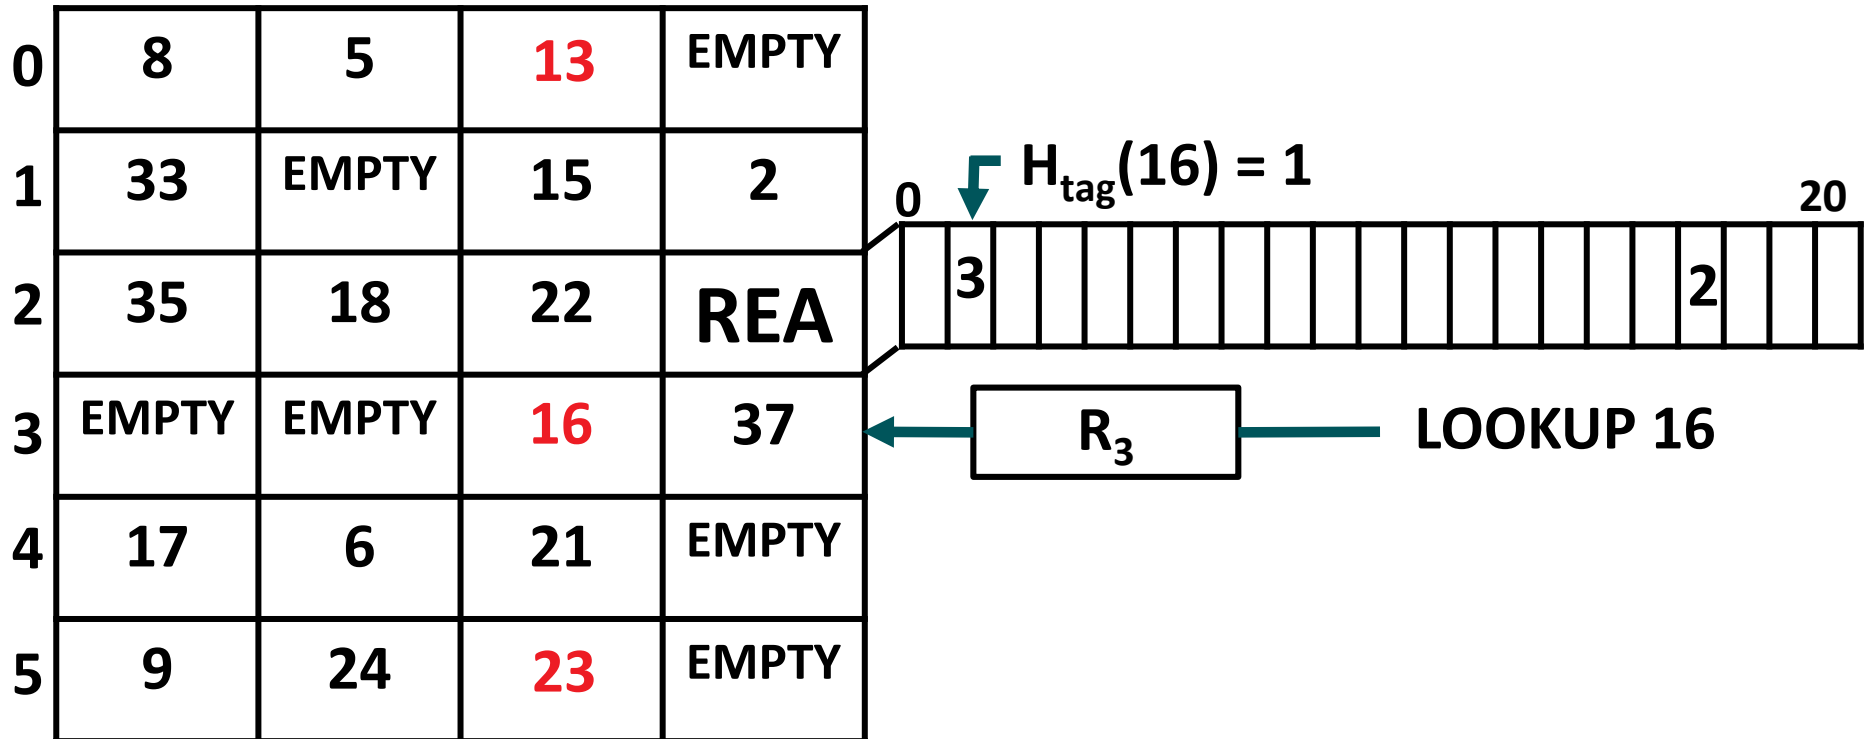 0 8 5 13 EMPTY
1 33 EMPTY 15 2
2 35 18 22 REA
3 EMPTY EMPTY 16 37
4 17 6 21 EMPTY
5 9 24 23 EMPTY
Htag(16) = 1
0 20
3 2
R3 LOOKUP 16